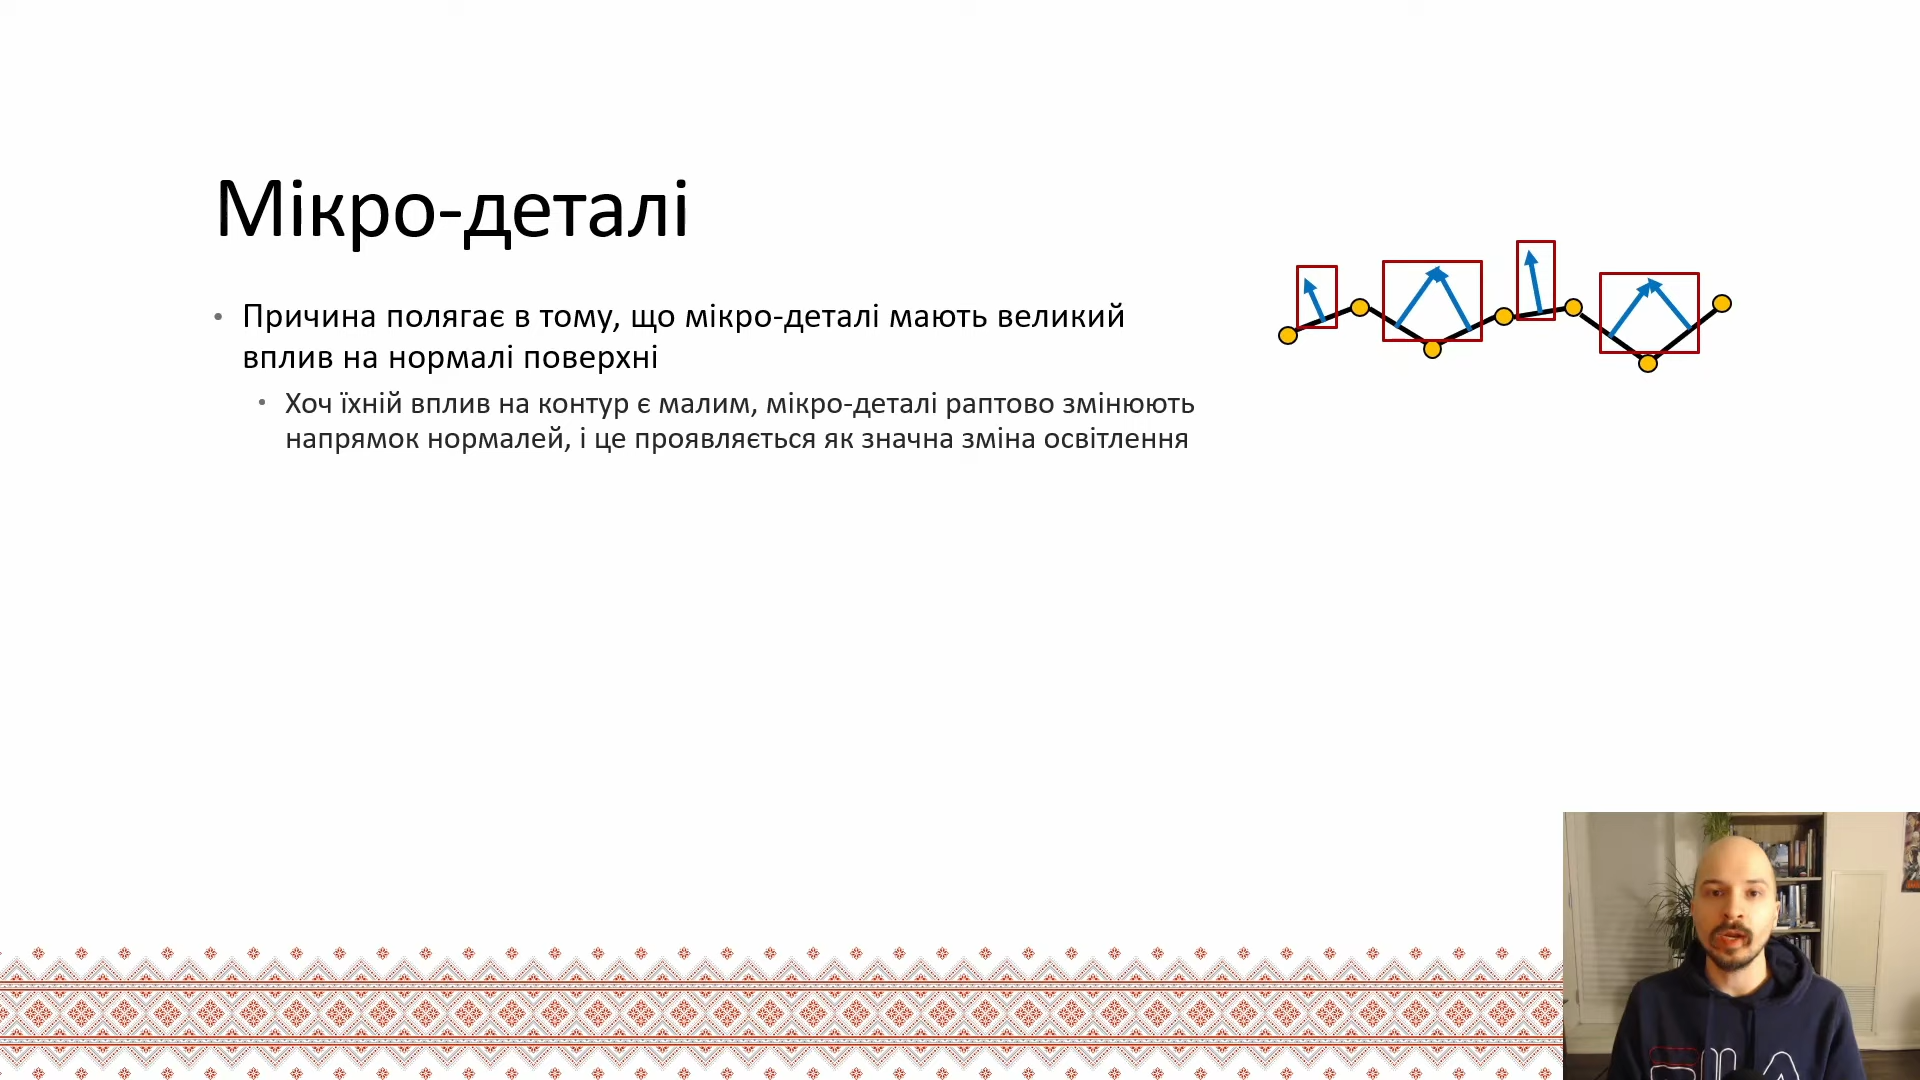 Мікро-деталі
• Причина полягає в тому, що мікро-деталі мають великий
вплив на нормалі поверхні
• Хоч їхній вплив на контур є малим, мікро-деталі раптово змінюють
напрямок нормалей, і це проявляється як значна зміна освітлення